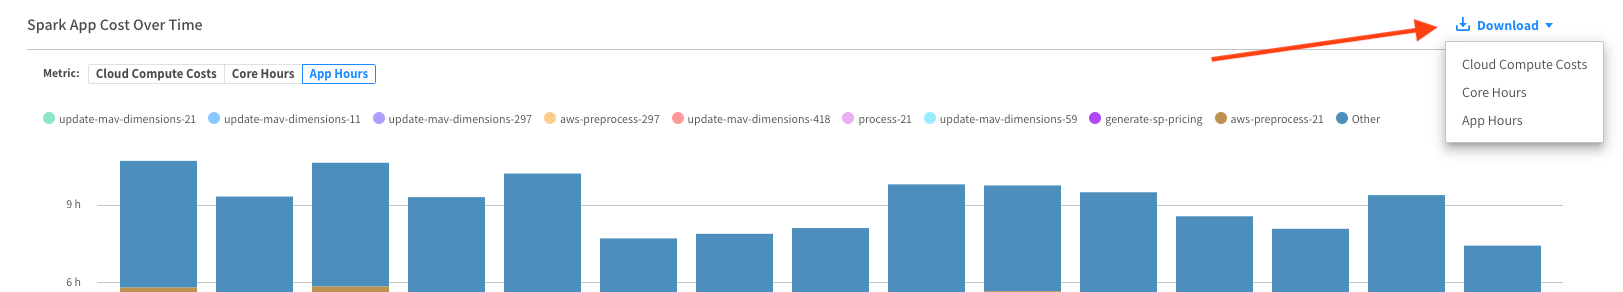 Spark App Cost Over Time
Download
Metric: Cloud Compute Costs Core Hours App Hours
Cloud Compute Costs
Core Hours
App Hours
update-mav-dimensions-21 update-mav-dimensions-11 update-mav-dimensions-297 aws-preprocess-297 update-mav-dimensions-418 process-21 update-mav-dimensions-59 generate-sp-pricing aws-preprocess-21 Other
9 h
6 h